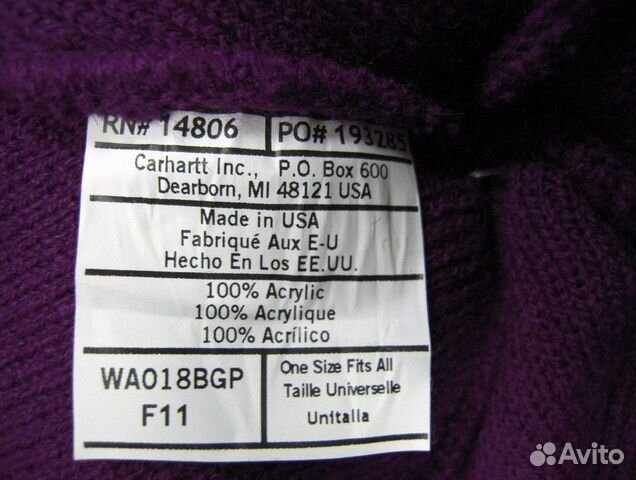 RN# 14806 PO# 193285
Carhartt Inc., P.O. Box 600
Dearborn, MI 48121 USA
Made in USA
Fabriqué Aux E-U
Hecho En Los EE.UU.
100% Acrylic
100% Acrylique
100% Acrílico
WA018BGP
F11
One Size Fits All
Taille Universelle
Unitalla
Avito